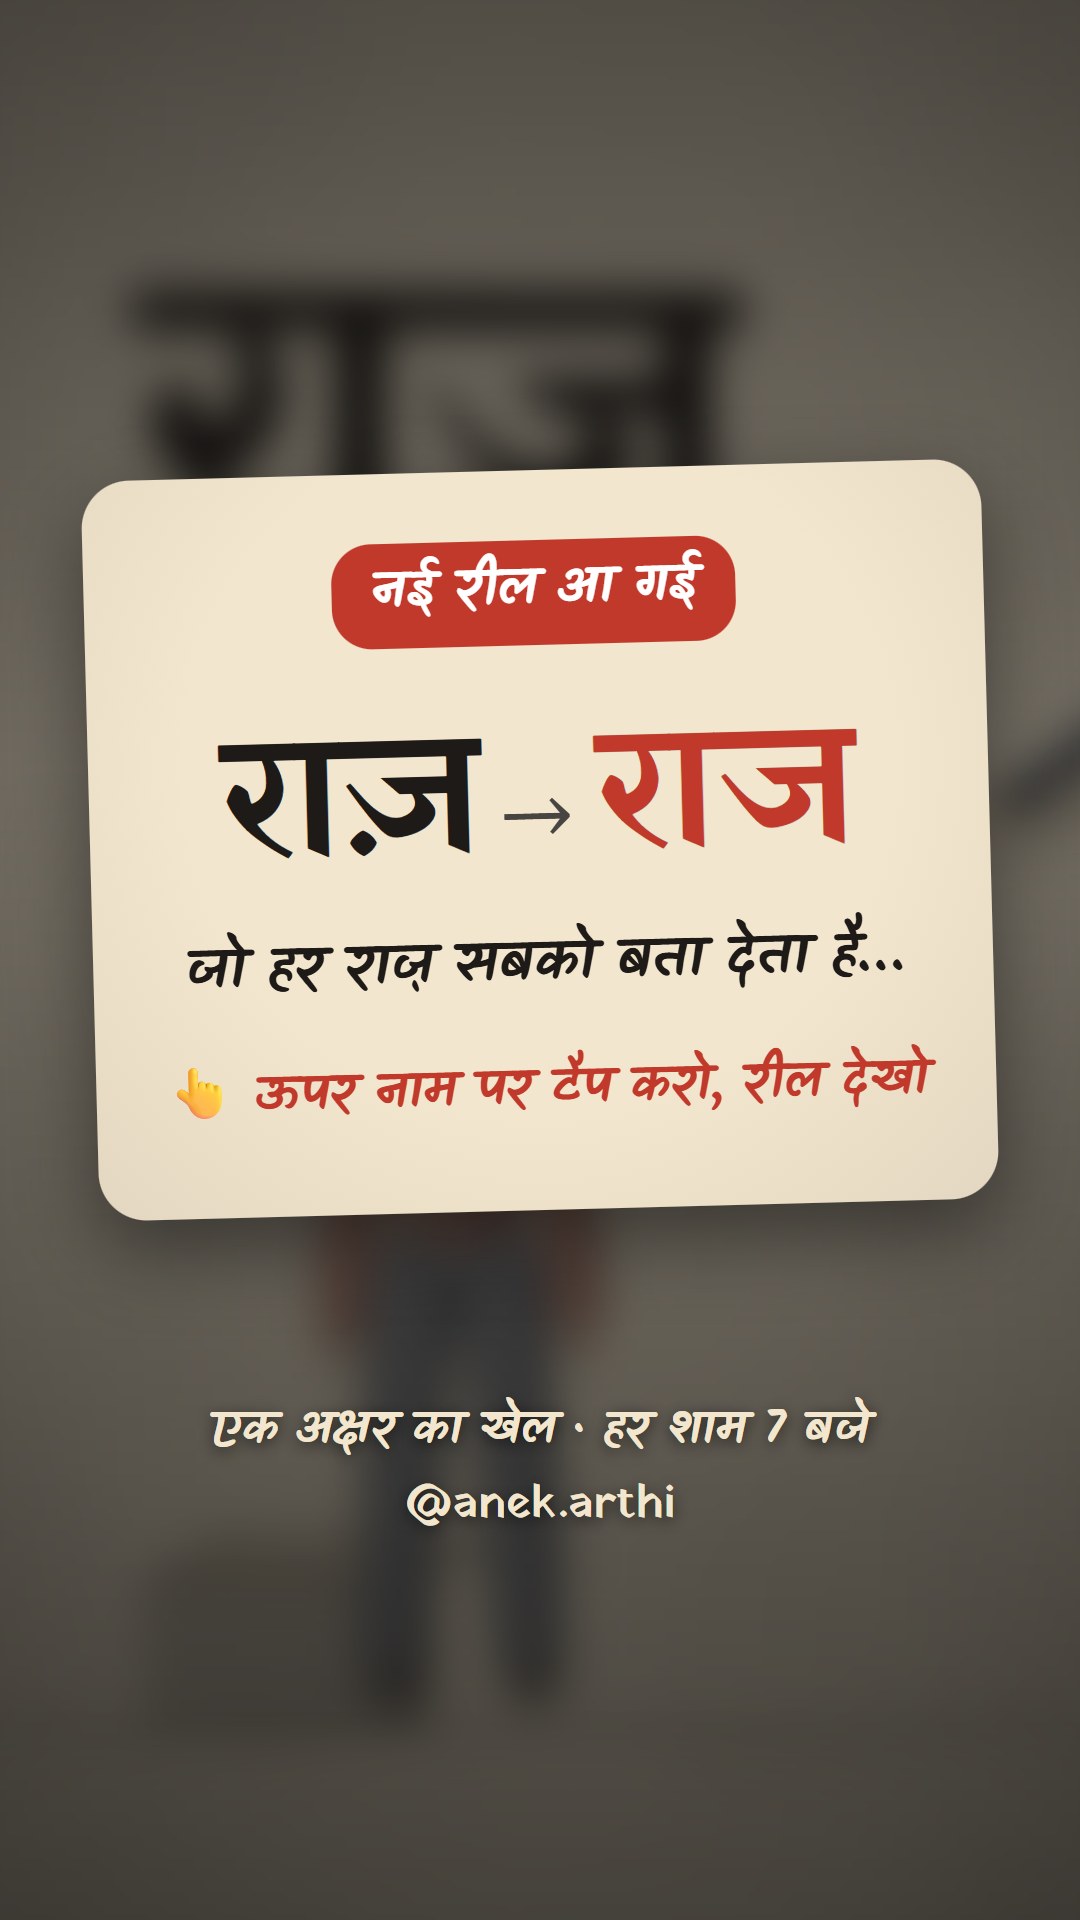 राज
नई रील आ गई
राज़ → राज
जो हर राज़ सबको बता देता है...
👆 ऊपर नाम पर टैप करो, रील देखो
एक अक्षर का खेल · हर शाम 7 बजे
@anek.arthi